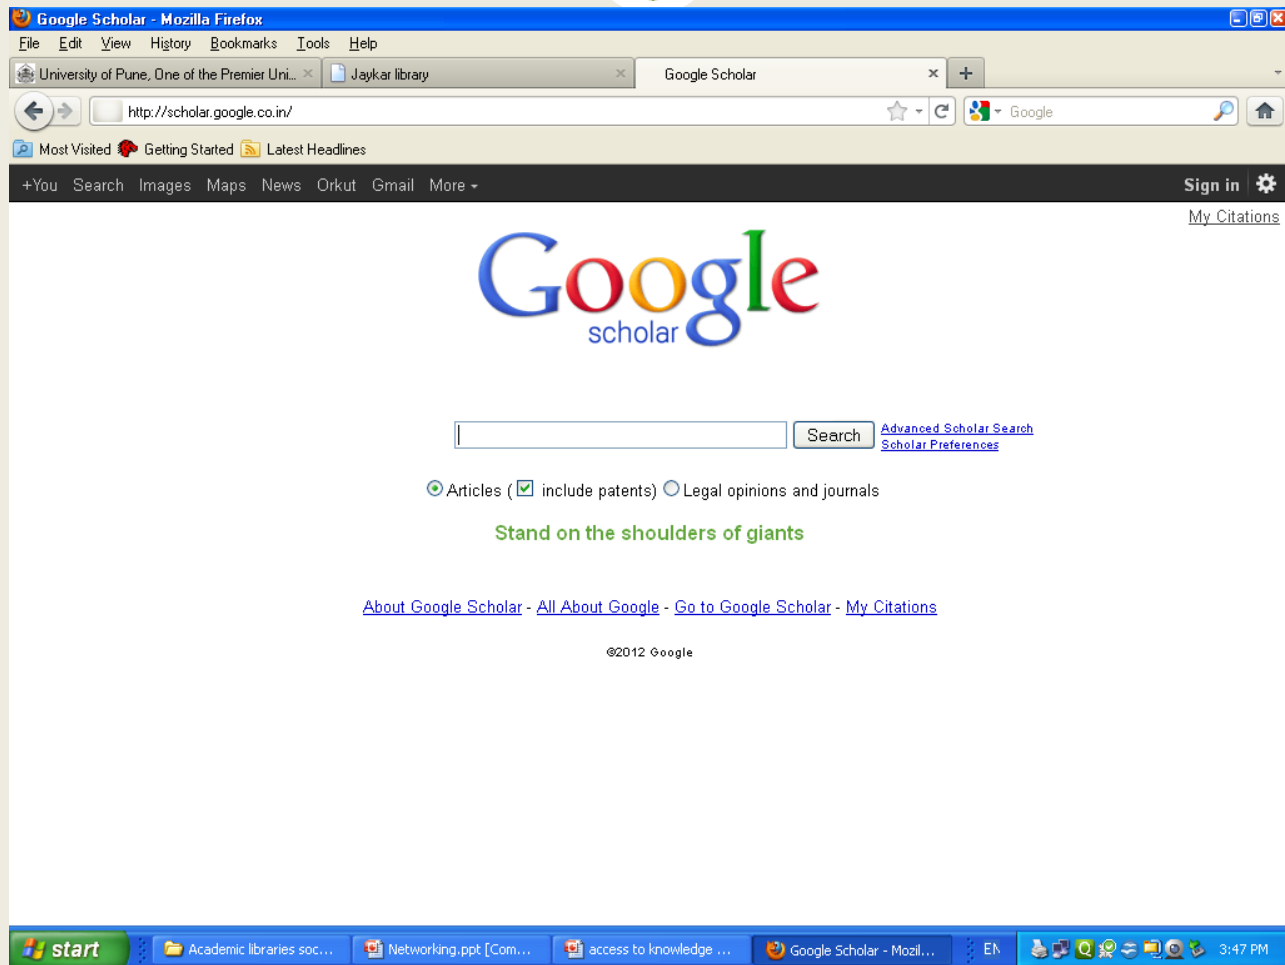 Google Scholar - Mozilla Firefox
File Edit View History Bookmarks Tools Help
University of Pune, One of the Premier Uni... Jaykar library Google Scholar
http://scholar.google.co.in/ Google
Most Visited Getting Started Latest Headlines
+You Search Images Maps News Orkut Gmail More Sign in
My Citations
Google
scholar
Search Advanced Scholar Search
Scholar Preferences
Articles ( include patents) Legal opinions and journals
Stand on the shoulders of giants
About Google Scholar - All About Google - Go to Google Scholar - My Citations
©2012 Google
start Academic libraries soc... Networking.ppt [Com... access to knowledge ... Google Scholar - Mozil... EN 3:47 PM